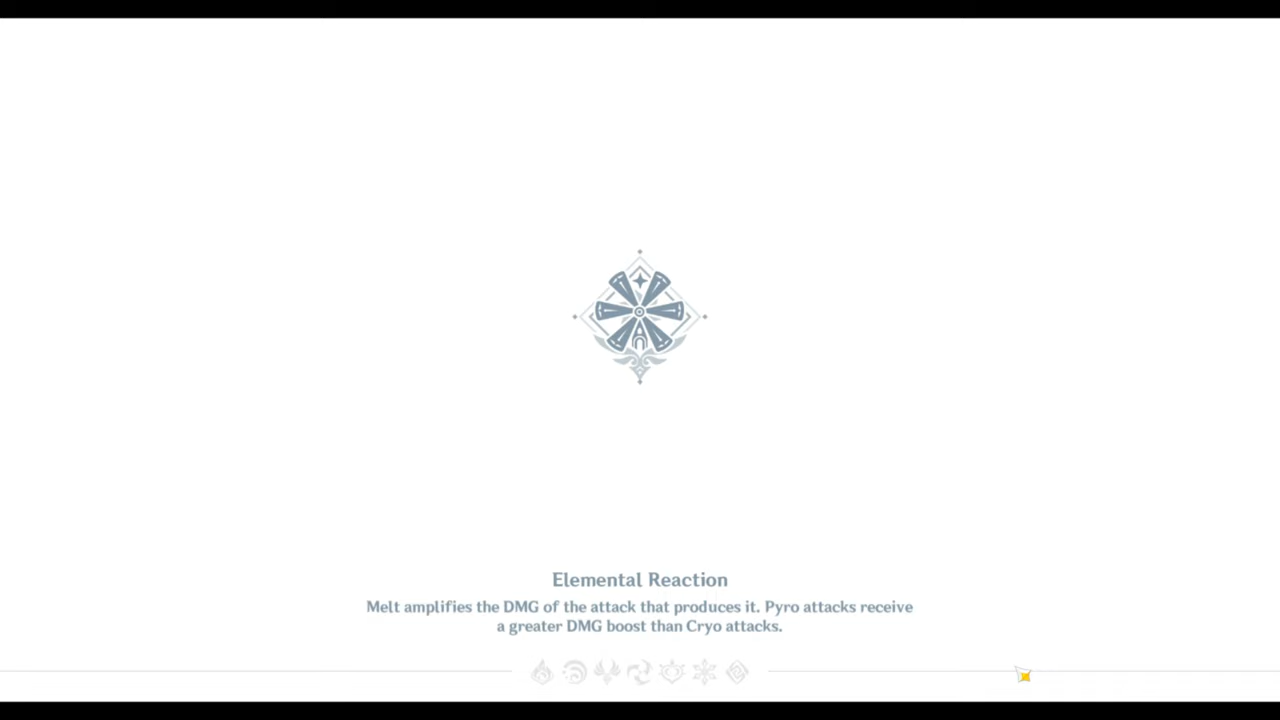 Elemental Reaction
Melt amplifies the DMG of the attack that produces it. Pyro attacks receive
a greater DMG boost than Cryo attacks.